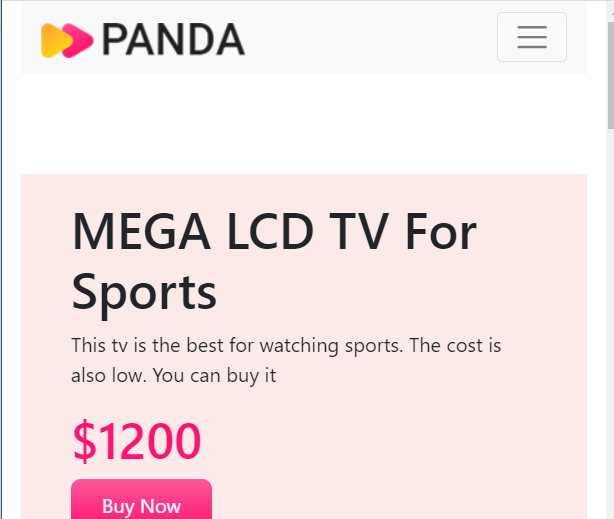 PANDA
MEGA LCD TV For
Sports
This tv is the best for watching sports. The cost is
also low. You can buy it
$1200
Buy Now